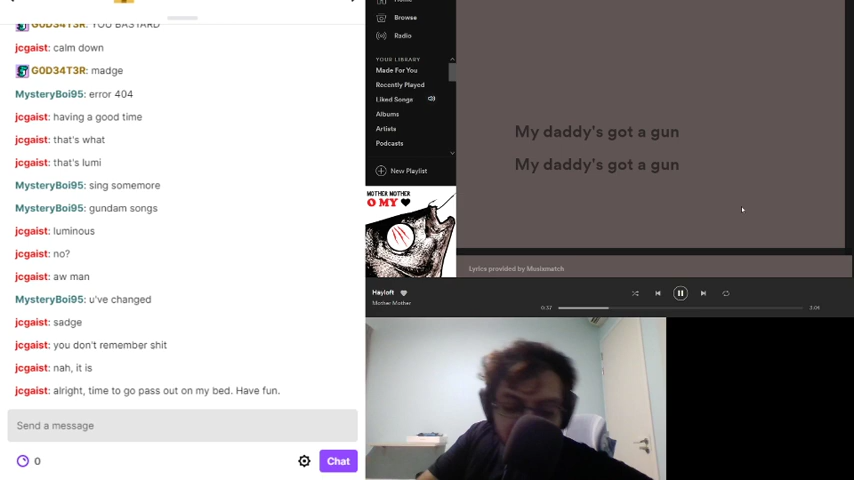 G0D34T3R: YOU BASTARD
jcgaist: calm down
G0D34T3R: madge
MysteryBoi95: error 404
jcgaist: having a good time
jcgaist: that's what
jcgaist: that's lumi
MysteryBoi95: sing somemore
MysteryBoi95: gundam songs
jcgaist: luminous
jcgaist: no?
jcgaist: aw man
MysteryBoi95: u've changed
jcgaist: sadge
jcgaist: you don't remember shit
jcgaist: nah, it is
jcgaist: alright, time to go pass out on my bed. Have fun.
Send a message
0
Chat
Browse
Radio
YOUR LIBRARY
Made For You
Recently Played
Liked Songs
Albums
Artists
Podcasts
New Playlist
MOTHER MOTHER
O MY
Hayloft
Mother Mother
My daddy's got a gun
My daddy's got a gun
Lyrics provided by Musixmatch
0:37